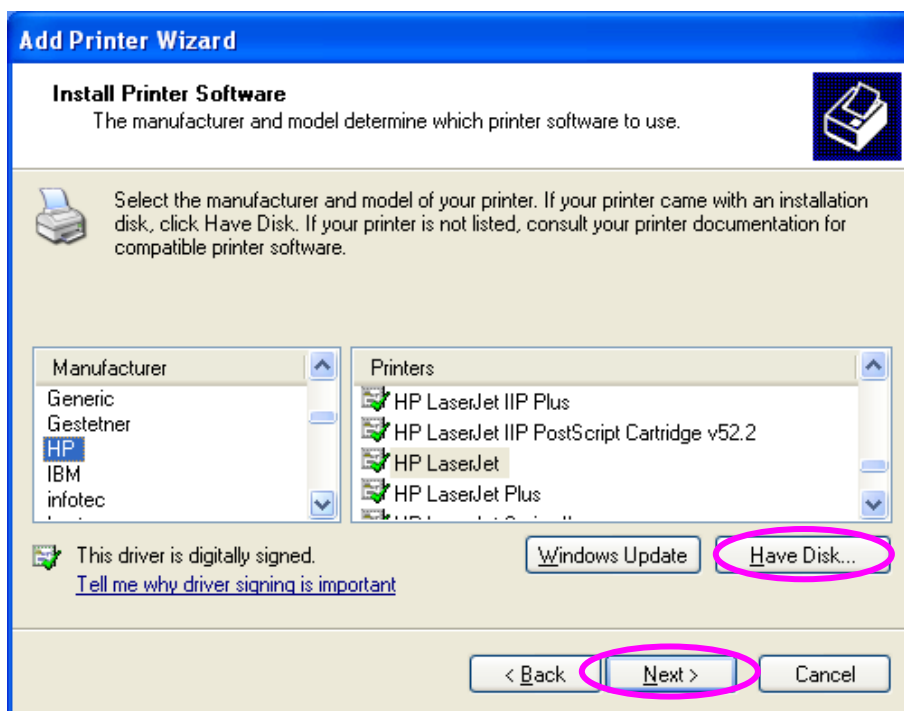 Add Printer Wizard
Install Printer Software
The manufacturer and model determine which printer software to use.
Select the manufacturer and model of your printer. If your printer came with an installation
disk, click Have Disk. If your printer is not listed, consult your printer documentation for
compatible printer software.
Manufacturer
Generic
Gestetner
HP
IBM
infotec
Printers
HP LaserJet IIP Plus
HP LaserJet IIP PostScript Cartridge v52.2
HP LaserJet
HP LaserJet Plus
This driver is digitally signed.
Tell me why driver signing is important
Windows Update
Have Disk...
< Back
Next >
Cancel